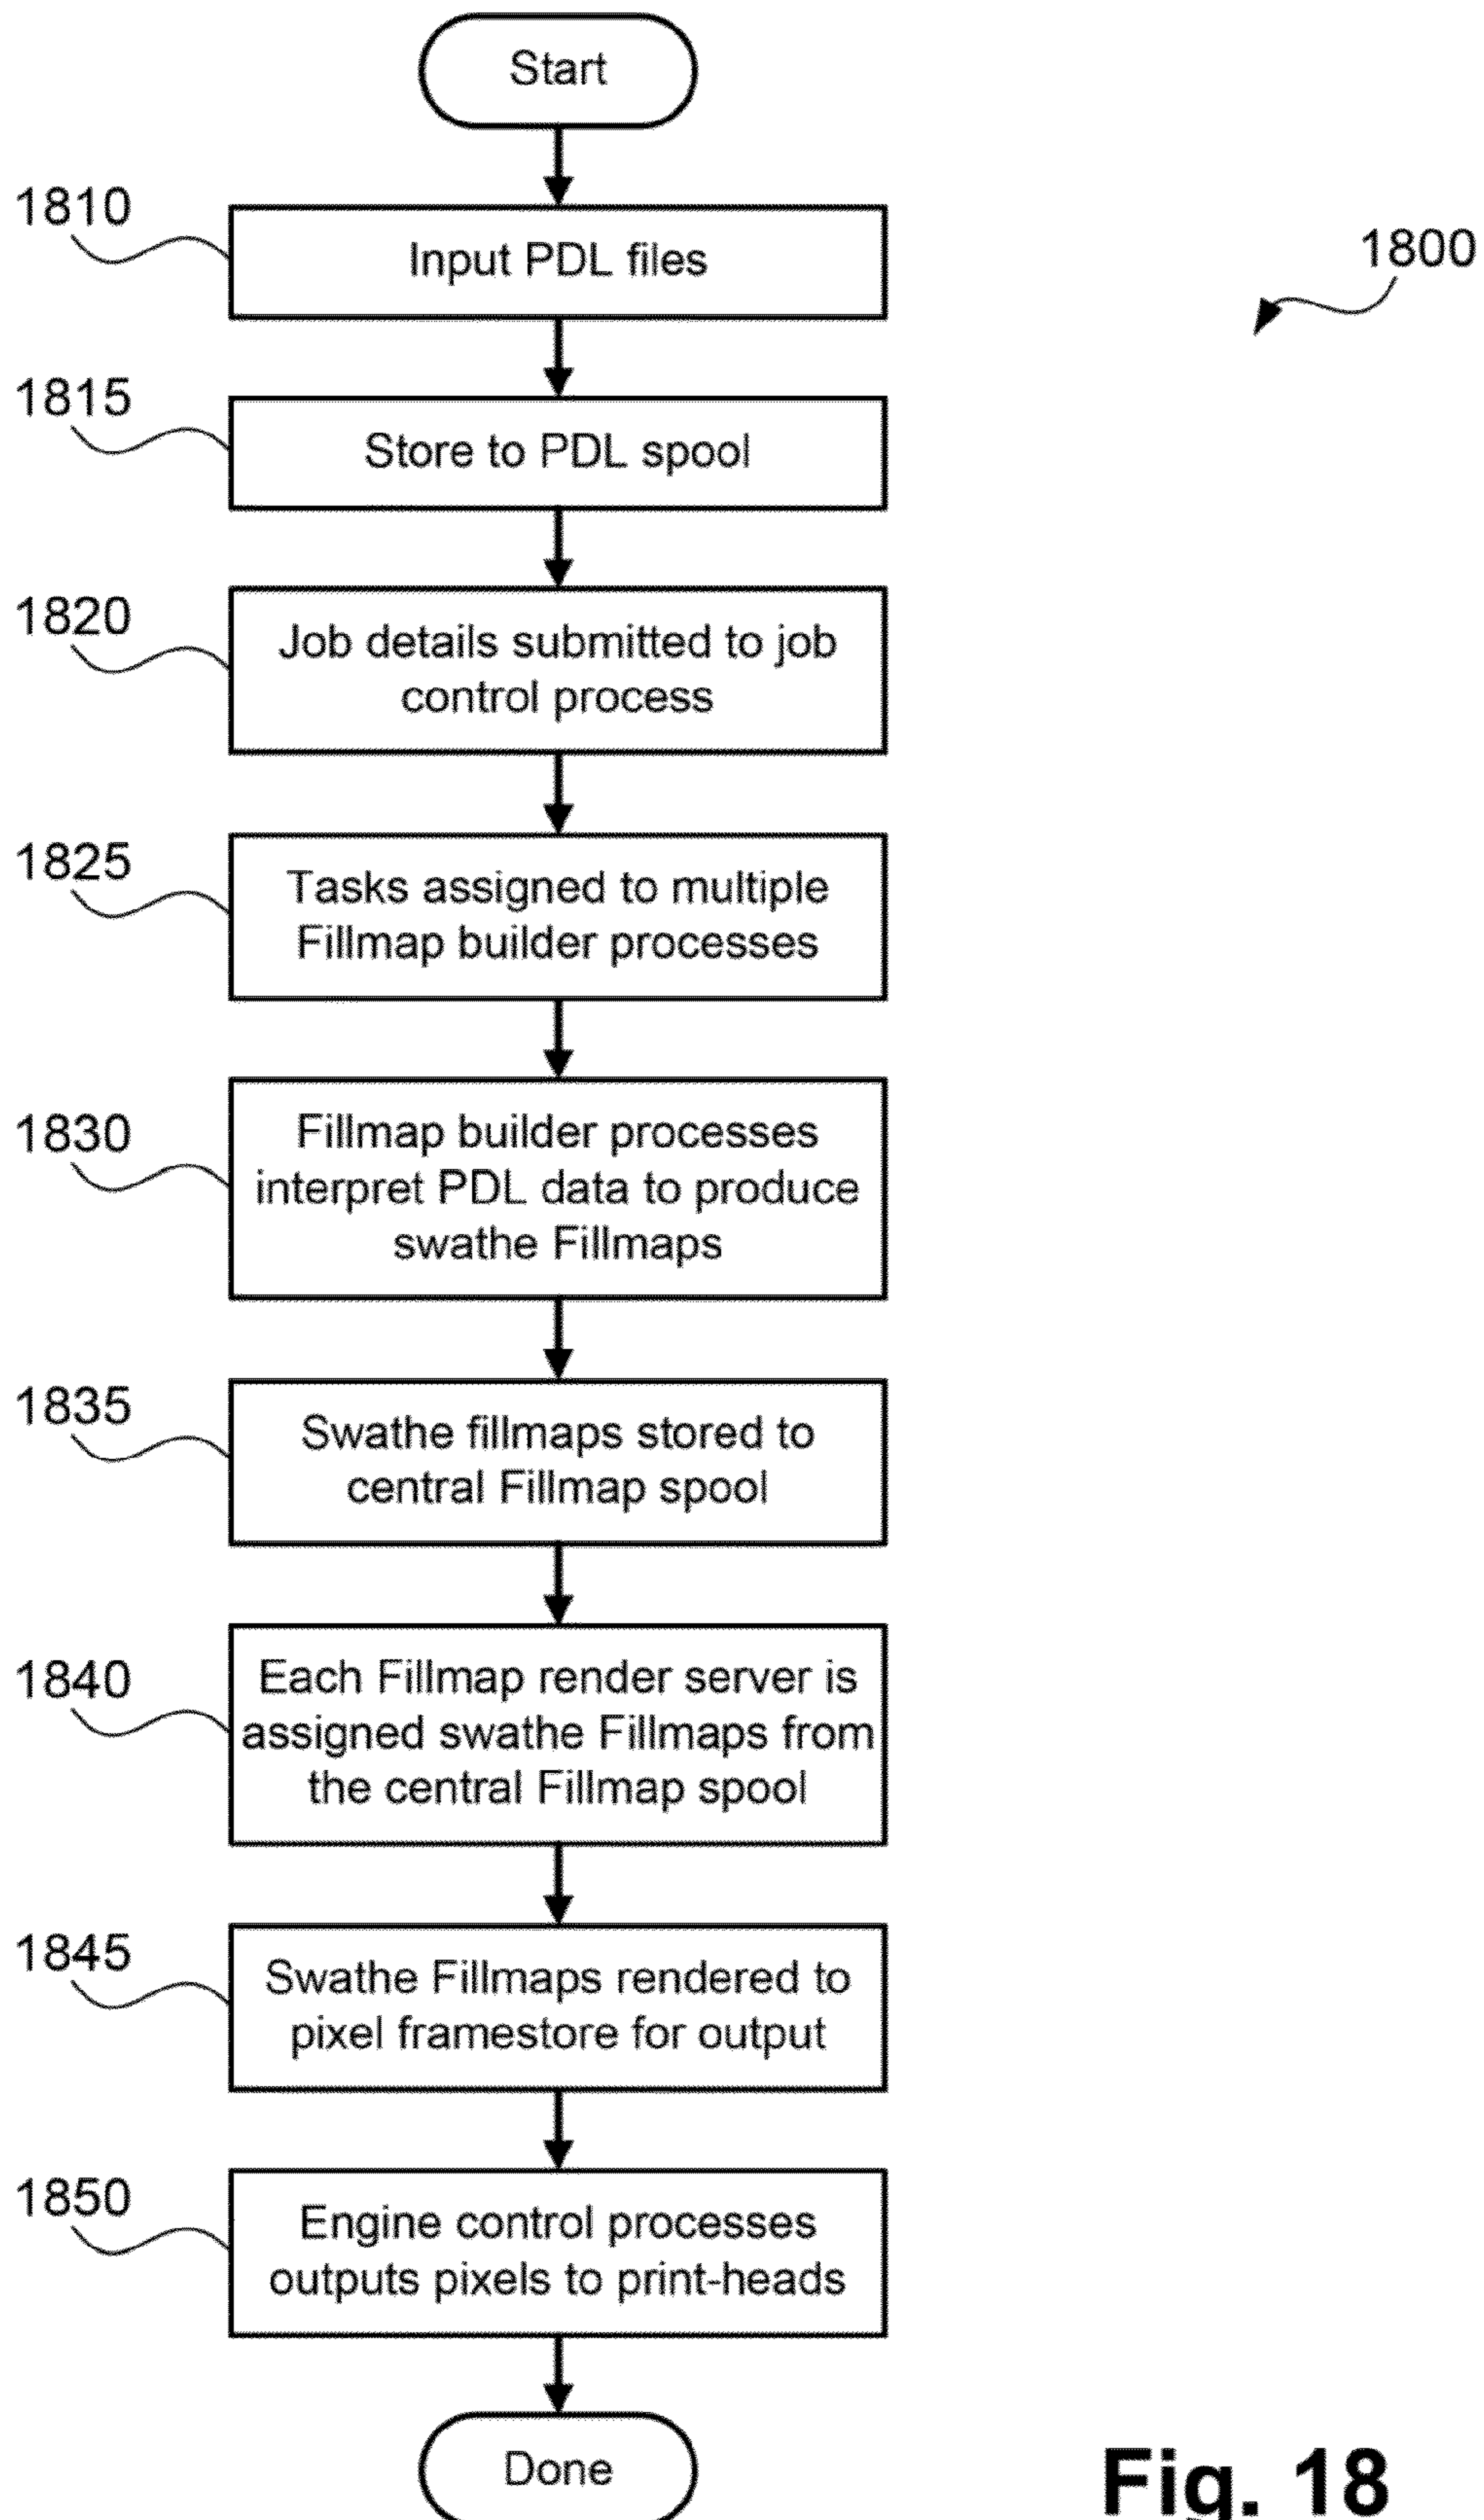 Start
1810
Input PDL files
1800
1815
Store to PDL spool
1820
Job details submitted to job
control process
1825
Tasks assigned to multiple
Fillmap builder processes
1830
Fillmap builder processes
interpret PDL data to produce
swathe Fillmaps
1835
Swathe fillmaps stored to
central Fillmap spool
1840
Each Fillmap render server is
assigned swathe Fillmaps from
the central Fillmap spool
1845
Swathe Fillmaps rendered to
pixel framestore for output
1850
Engine control processes
outputs pixels to print-heads
Done
Fig. 18